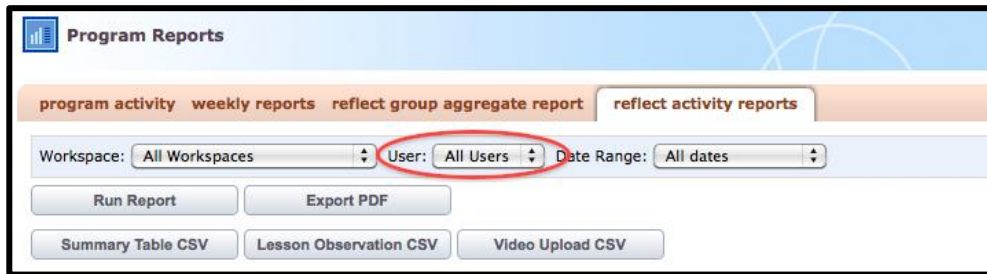 Program Reports
program activity weekly reports reflect group aggregate report reflect activity reports
Workspace: All Workspaces User: All Users Date Range: All dates
Run Report Export PDF
Summary Table CSV Lesson Observation CSV Video Upload CSV